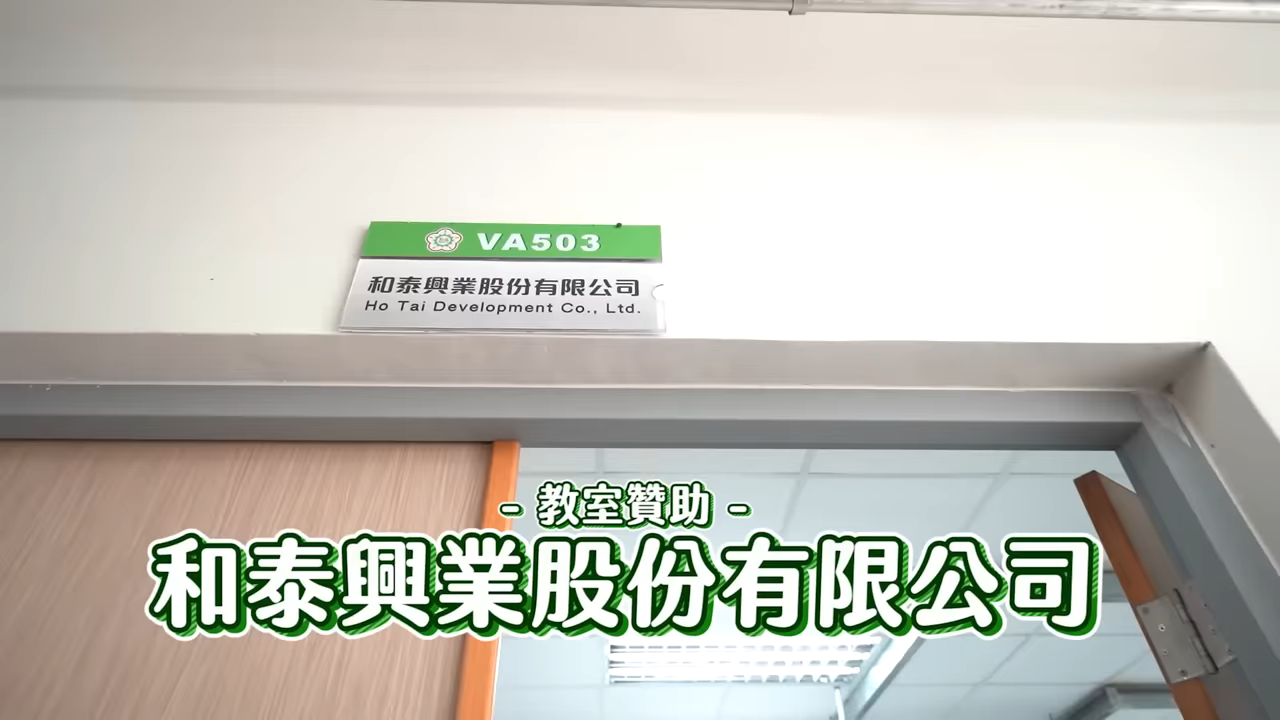 VA503
和泰興業股份有限公司
Ho Tai Development Co., Ltd.
- 教室贊助 -
和泰興業股份有限公司